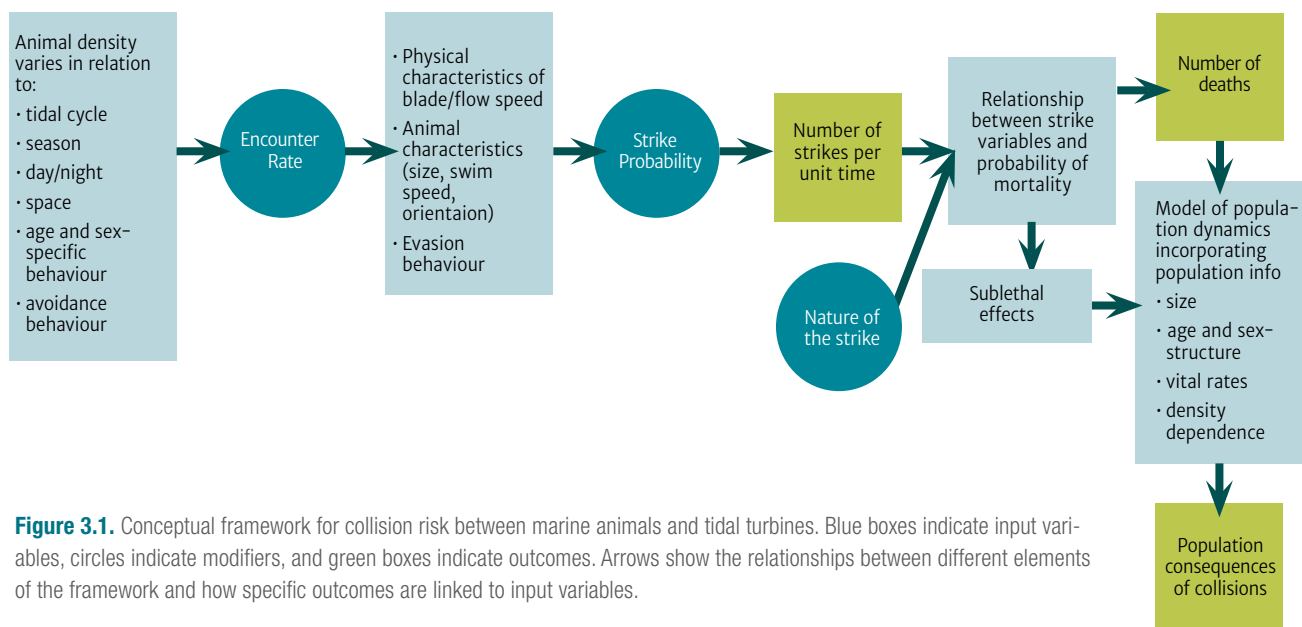 Animal density
varies in relation
to:
· tidal cycle
· season
· day/night
· space
· age and sex-
specific
behaviour
· avoidance
behaviour
Encounter
Rate
· Physical
characteristics of
blade/flow speed
· Animal
characteristics
(size, swim
speed,
orientaion)
· Evasion
behaviour
Strike
Probability
Number of
strikes per
unit time
Nature of
the strike
Relationship
between strike
variables and
probability of
mortality
Sublethal
effects
Number of
deaths
Model of popula-
tion dynamics
incorporating
population info
· size
· age and sex-
structure
· vital rates
· density
dependence
Population
consequences
of collisions
Figure 3.1. Conceptual framework for collision risk between marine animals and tidal turbines. Blue boxes indicate input vari-
ables, circles indicate modifiers, and green boxes indicate outcomes. Arrows show the relationships between different elements
of the framework and how specific outcomes are linked to input variables.